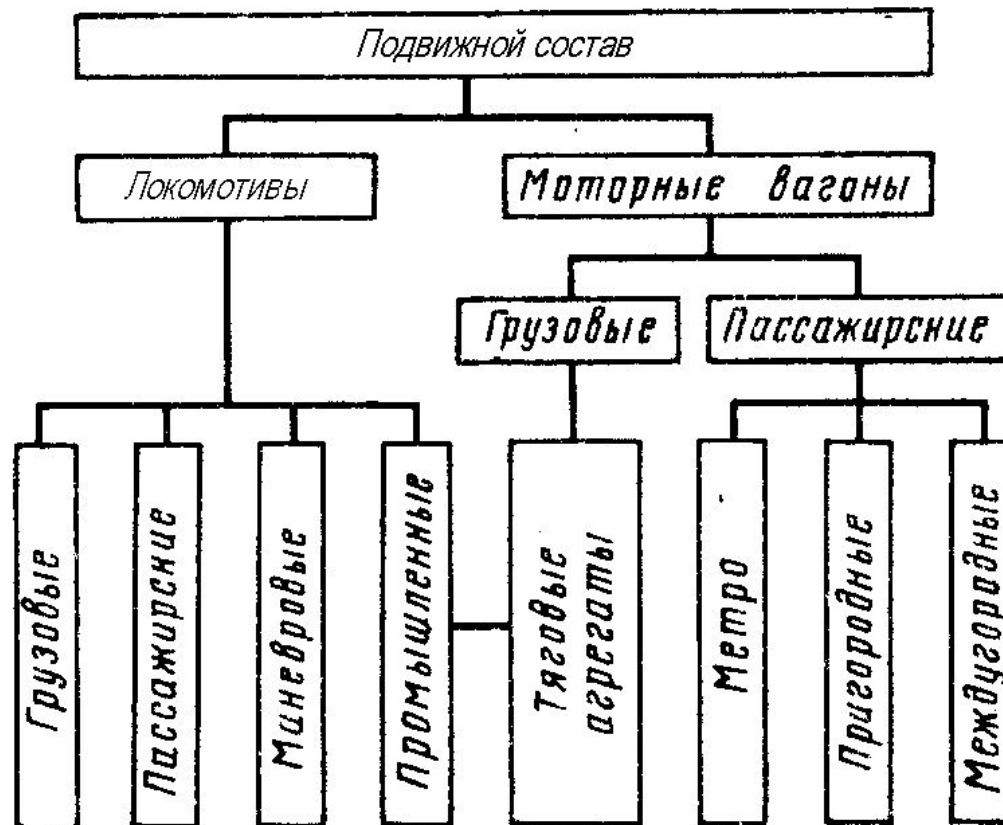 Подвижной состав
Локомотивы
Моторные вагоны
Грузовые
Пассажирские
Грузовые
Пассажирские
Маневровые
Промышленные
Тяговые
агрегаты
Метро
Пригородные
Междугородные